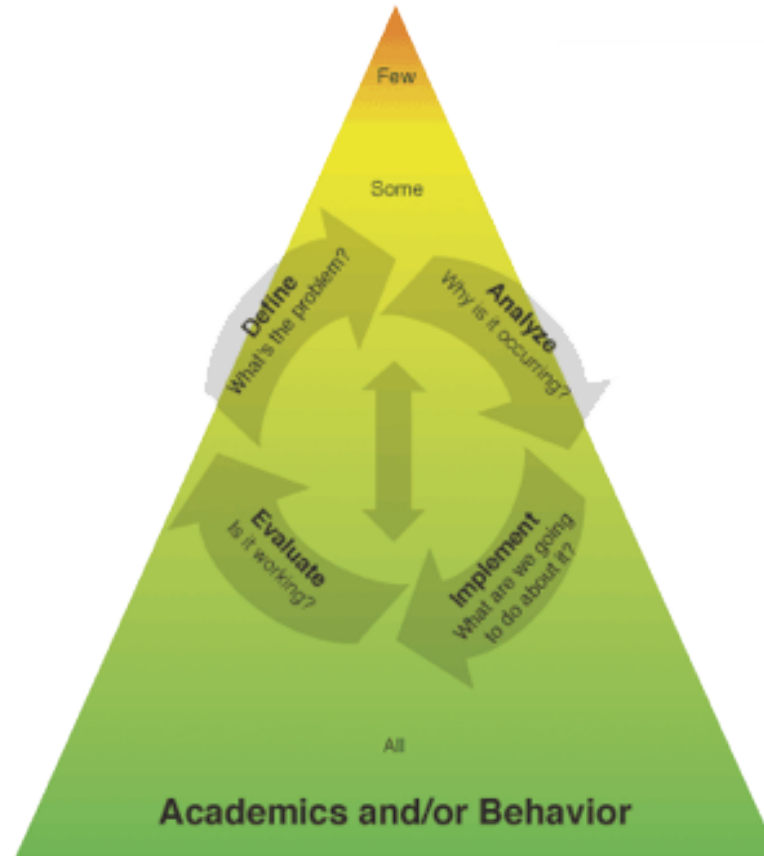 Few
Some
Define
What's the problem?
Analyze
Why is it occurring?
Implement
What are we going
to do about it?
Evaluate
Is it working?
All
Academics and/or Behavior